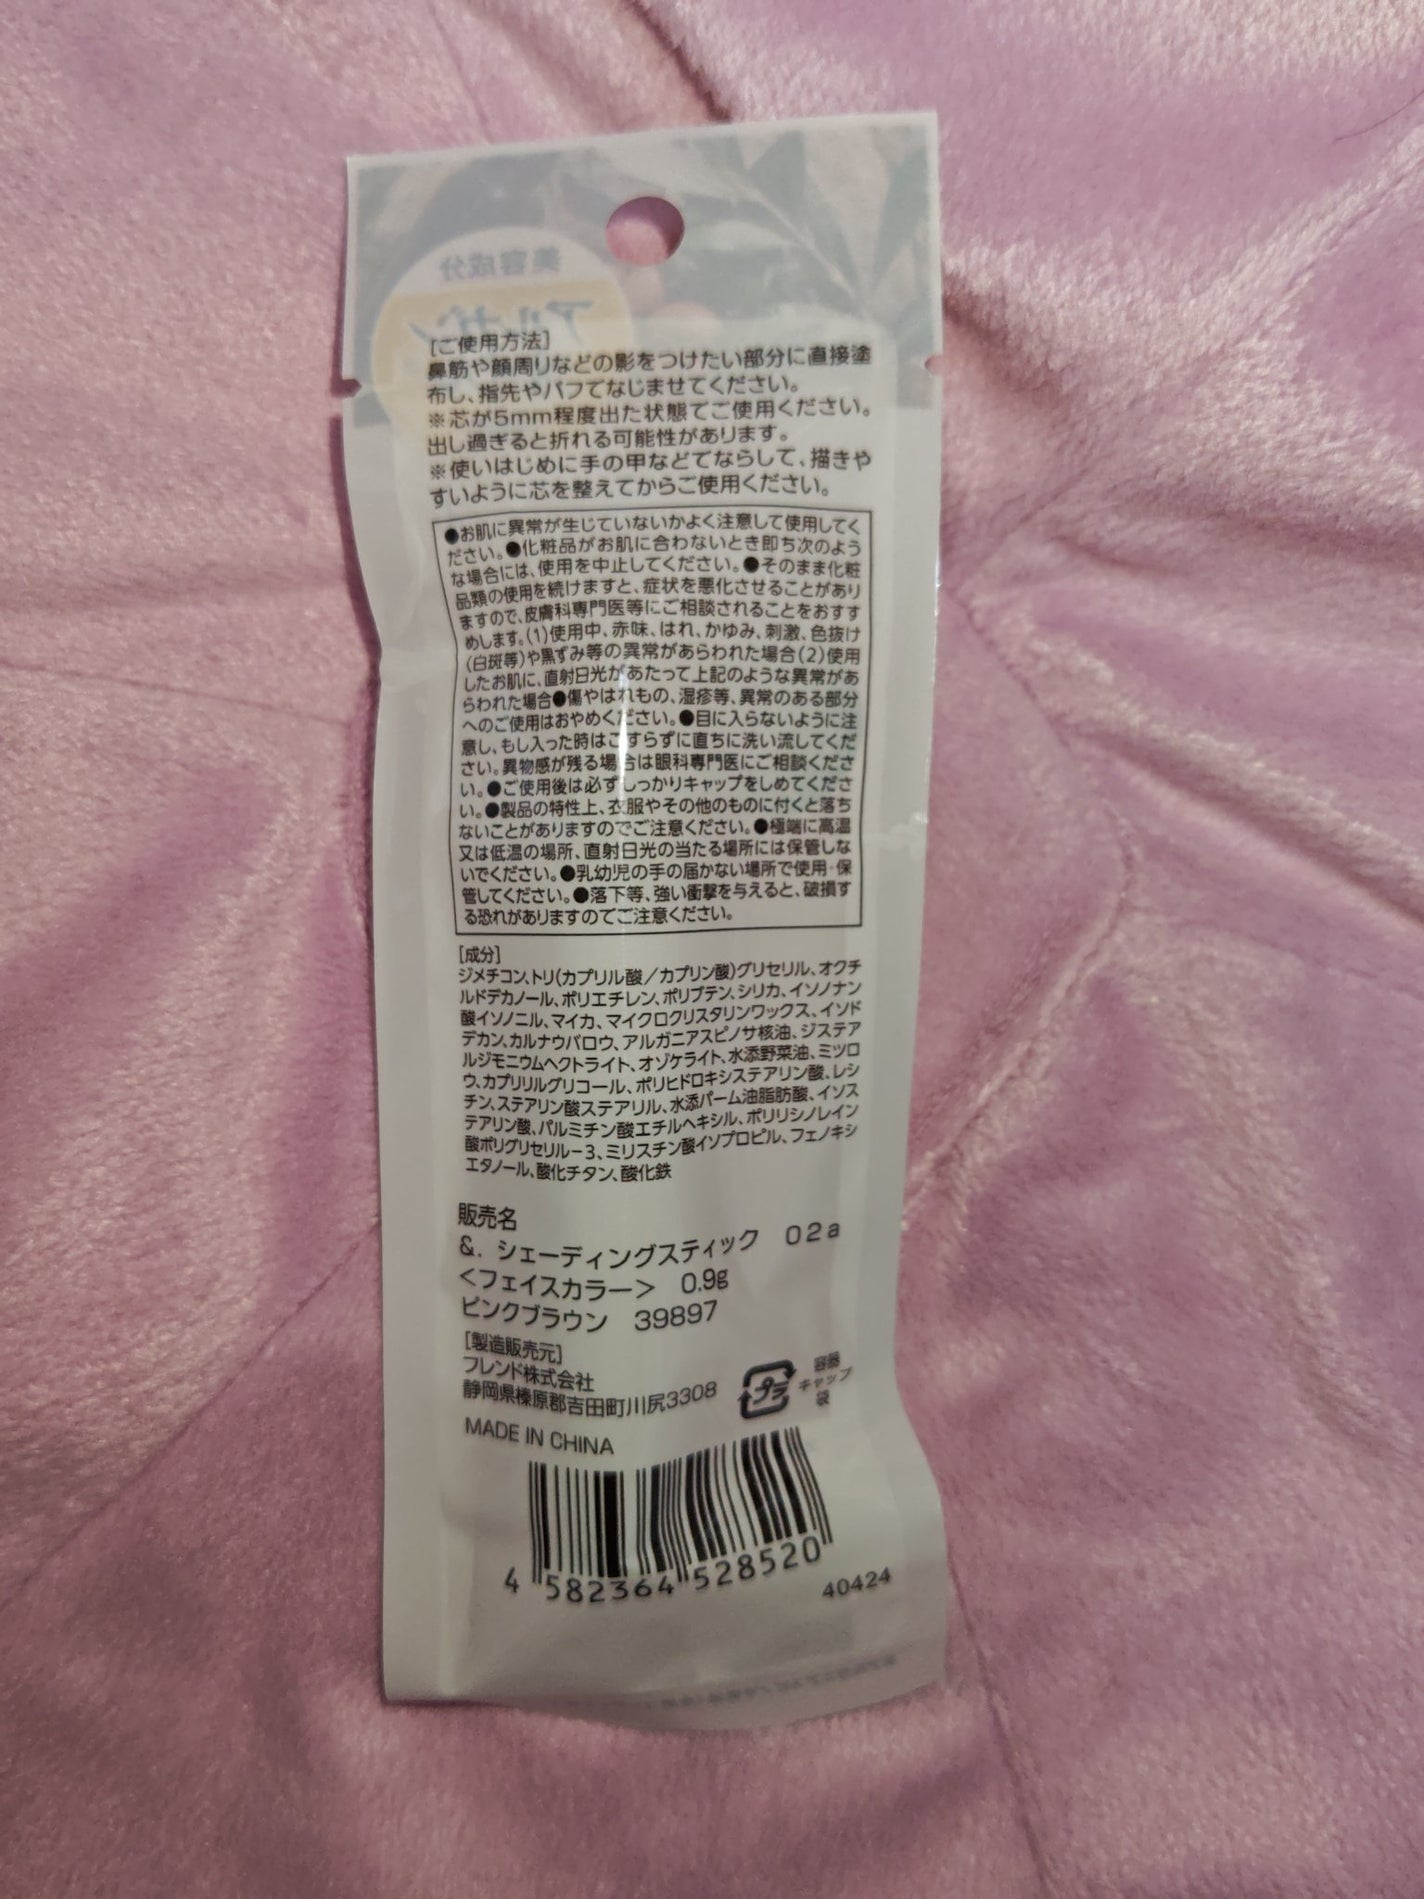 美容成分
アルガン
[ご使用方法]
鼻筋や顔周りなどの影をつけたい部分に直接塗
布し、指先やパフでなじませてください。
※芯が5mm程度出た状態でご使用ください。
出し過ぎると折れる可能性があります。
※使いはじめに手の甲などでならして、描きや
すいように芯を整えてからご使用ください。
●お肌に異常が生じていないかよく注意して使用してく
ださい。●化粧品がお肌に合わないとき即ち次のよう
な場合には、使用を中止してください。●そのまま化粧
品類の使用を続けますと、症状を悪化させることがあり
ますので、皮膚科専門医等にご相談されることをおすす
めします。(1)使用中、赤味、はれ、かゆみ、刺激、色抜け
(白斑等)や黒ずみ等の異常があらわれた場合(2)使用
したお肌に、直射日光があたって上記のような異常があ
らわれた場合●傷やはれもの、湿疹等、異常のある部分
へのご使用はおやめください。●目に入らないように注
意し、もし入った時はこすらずに直ちに洗い流してくだ
さい。異物感が残る場合は眼科専門医にご相談くださ
い。●ご使用後は必ずしっかりキャップをしめてくださ
い。●製品の特性上、衣服やその他のものに付くと落ち
ないことがありますのでご注意ください。●極端に高温
又は低温の場所、直射日光の当たる場所には保管しな
いでください。●乳幼児の手の届かない場所で使用・保
管してください。●落下等、強い衝撃を与えると、破損す
る恐れがありますのでご注意ください。
[成分]
ジメチコン、トリ(カプリル酸/カプリン酸)グリセリル、オクチ
ルドデカノール、ポリエチレン、ポリブテン、シリカ、イソノナン
酸イソノニル、マイカ、マイクロクリスタリンワックス、イソド
デカン、カルナウバロウ、アルガニアスピノサ核油、ジステア
ルジモニウムヘクトライト、オゾケライト、水添野菜油、ミツロ
ウ、カプリリルグリコール、ポリヒドロキシステアリン酸、レシ
チン、ステアリン酸ステアリル、水添パーム油脂肪酸、イソス
テアリン酸、パルミチン酸エチルヘキシル、ポリリシノレイン
酸ポリグリセリル－3、ミリスチン酸イソプロピル、フェノキシ
エタノール、酸化チタン、酸化鉄
販売名
&. シェーディングスティック 02a
<フェイスカラー> 0.9g
ピンクブラウン 39897
[製造販売元]
フレンド株式会社
静岡県榛原郡吉田町川尻3308
プラ
容器
キャップ
袋
MADE IN CHINA
4 582364 528520
40424